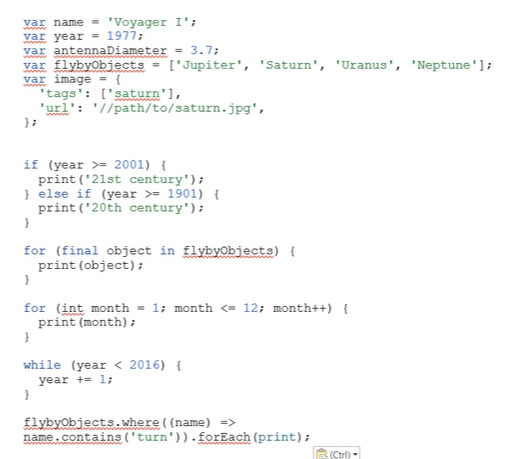 var name = 'Voyager I';
var year = 1977;
var antennaDiameter = 3.7;
var flybyObjects = ['Jupiter', 'Saturn', 'Uranus', 'Neptune'];
var image = {
  'tags': ['saturn'],
  'url': '//path/to/saturn.jpg',
};
if (year >= 2001) {
  print('21st century');
} else if (year >= 1901) {
  print('20th century');
}
for (final object in flybyObjects) {
  print(object);
}
for (int month = 1; month <= 12; month++) {
  print(month);
}
while (year < 2016) {
  year += 1;
}
flybyObjects.where((name) =>
name.contains('turn')).forEach(print);
(Ctrl)